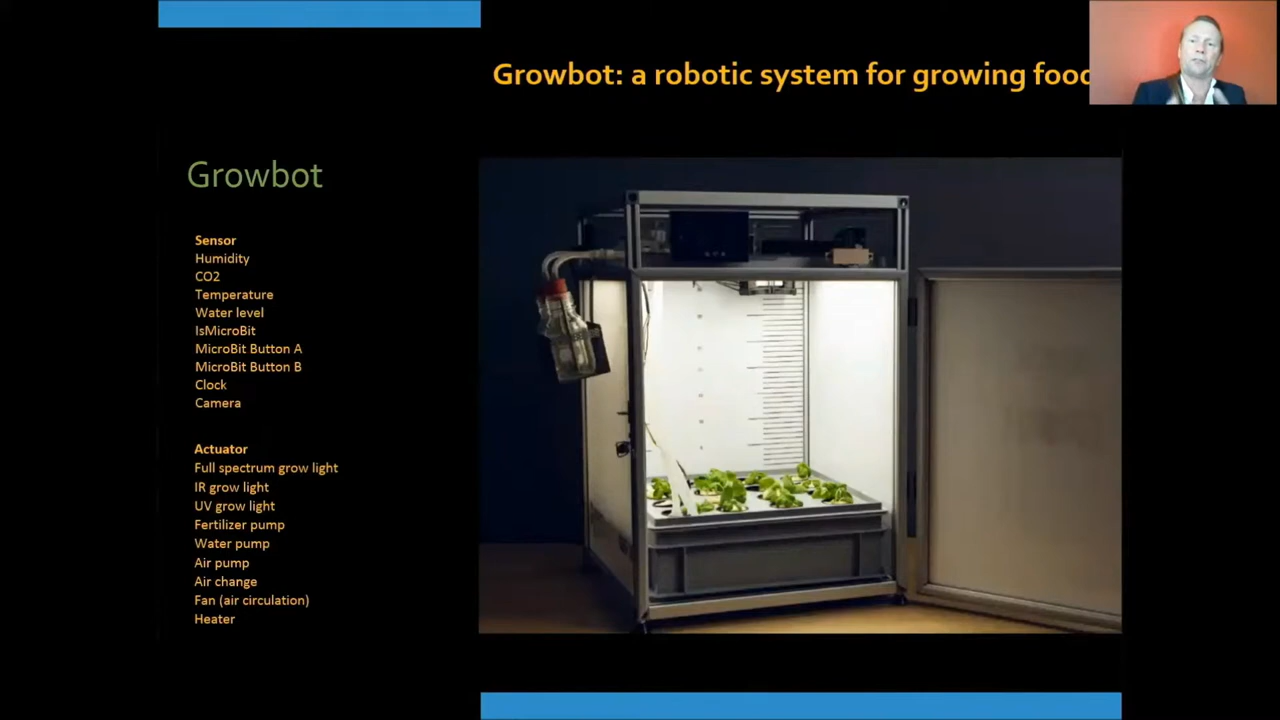 Growbot: a robotic system for growing food
Growbot
Sensor
Humidity
CO2
Temperature
Water level
IsMicroBit
MicroBit Button A
MicroBit Button B
Clock
Camera
Actuator
Full spectrum grow light
IR grow light
UV grow light
Fertilizer pump
Water pump
Air pump
Air change
Fan (air circulation)
Heater